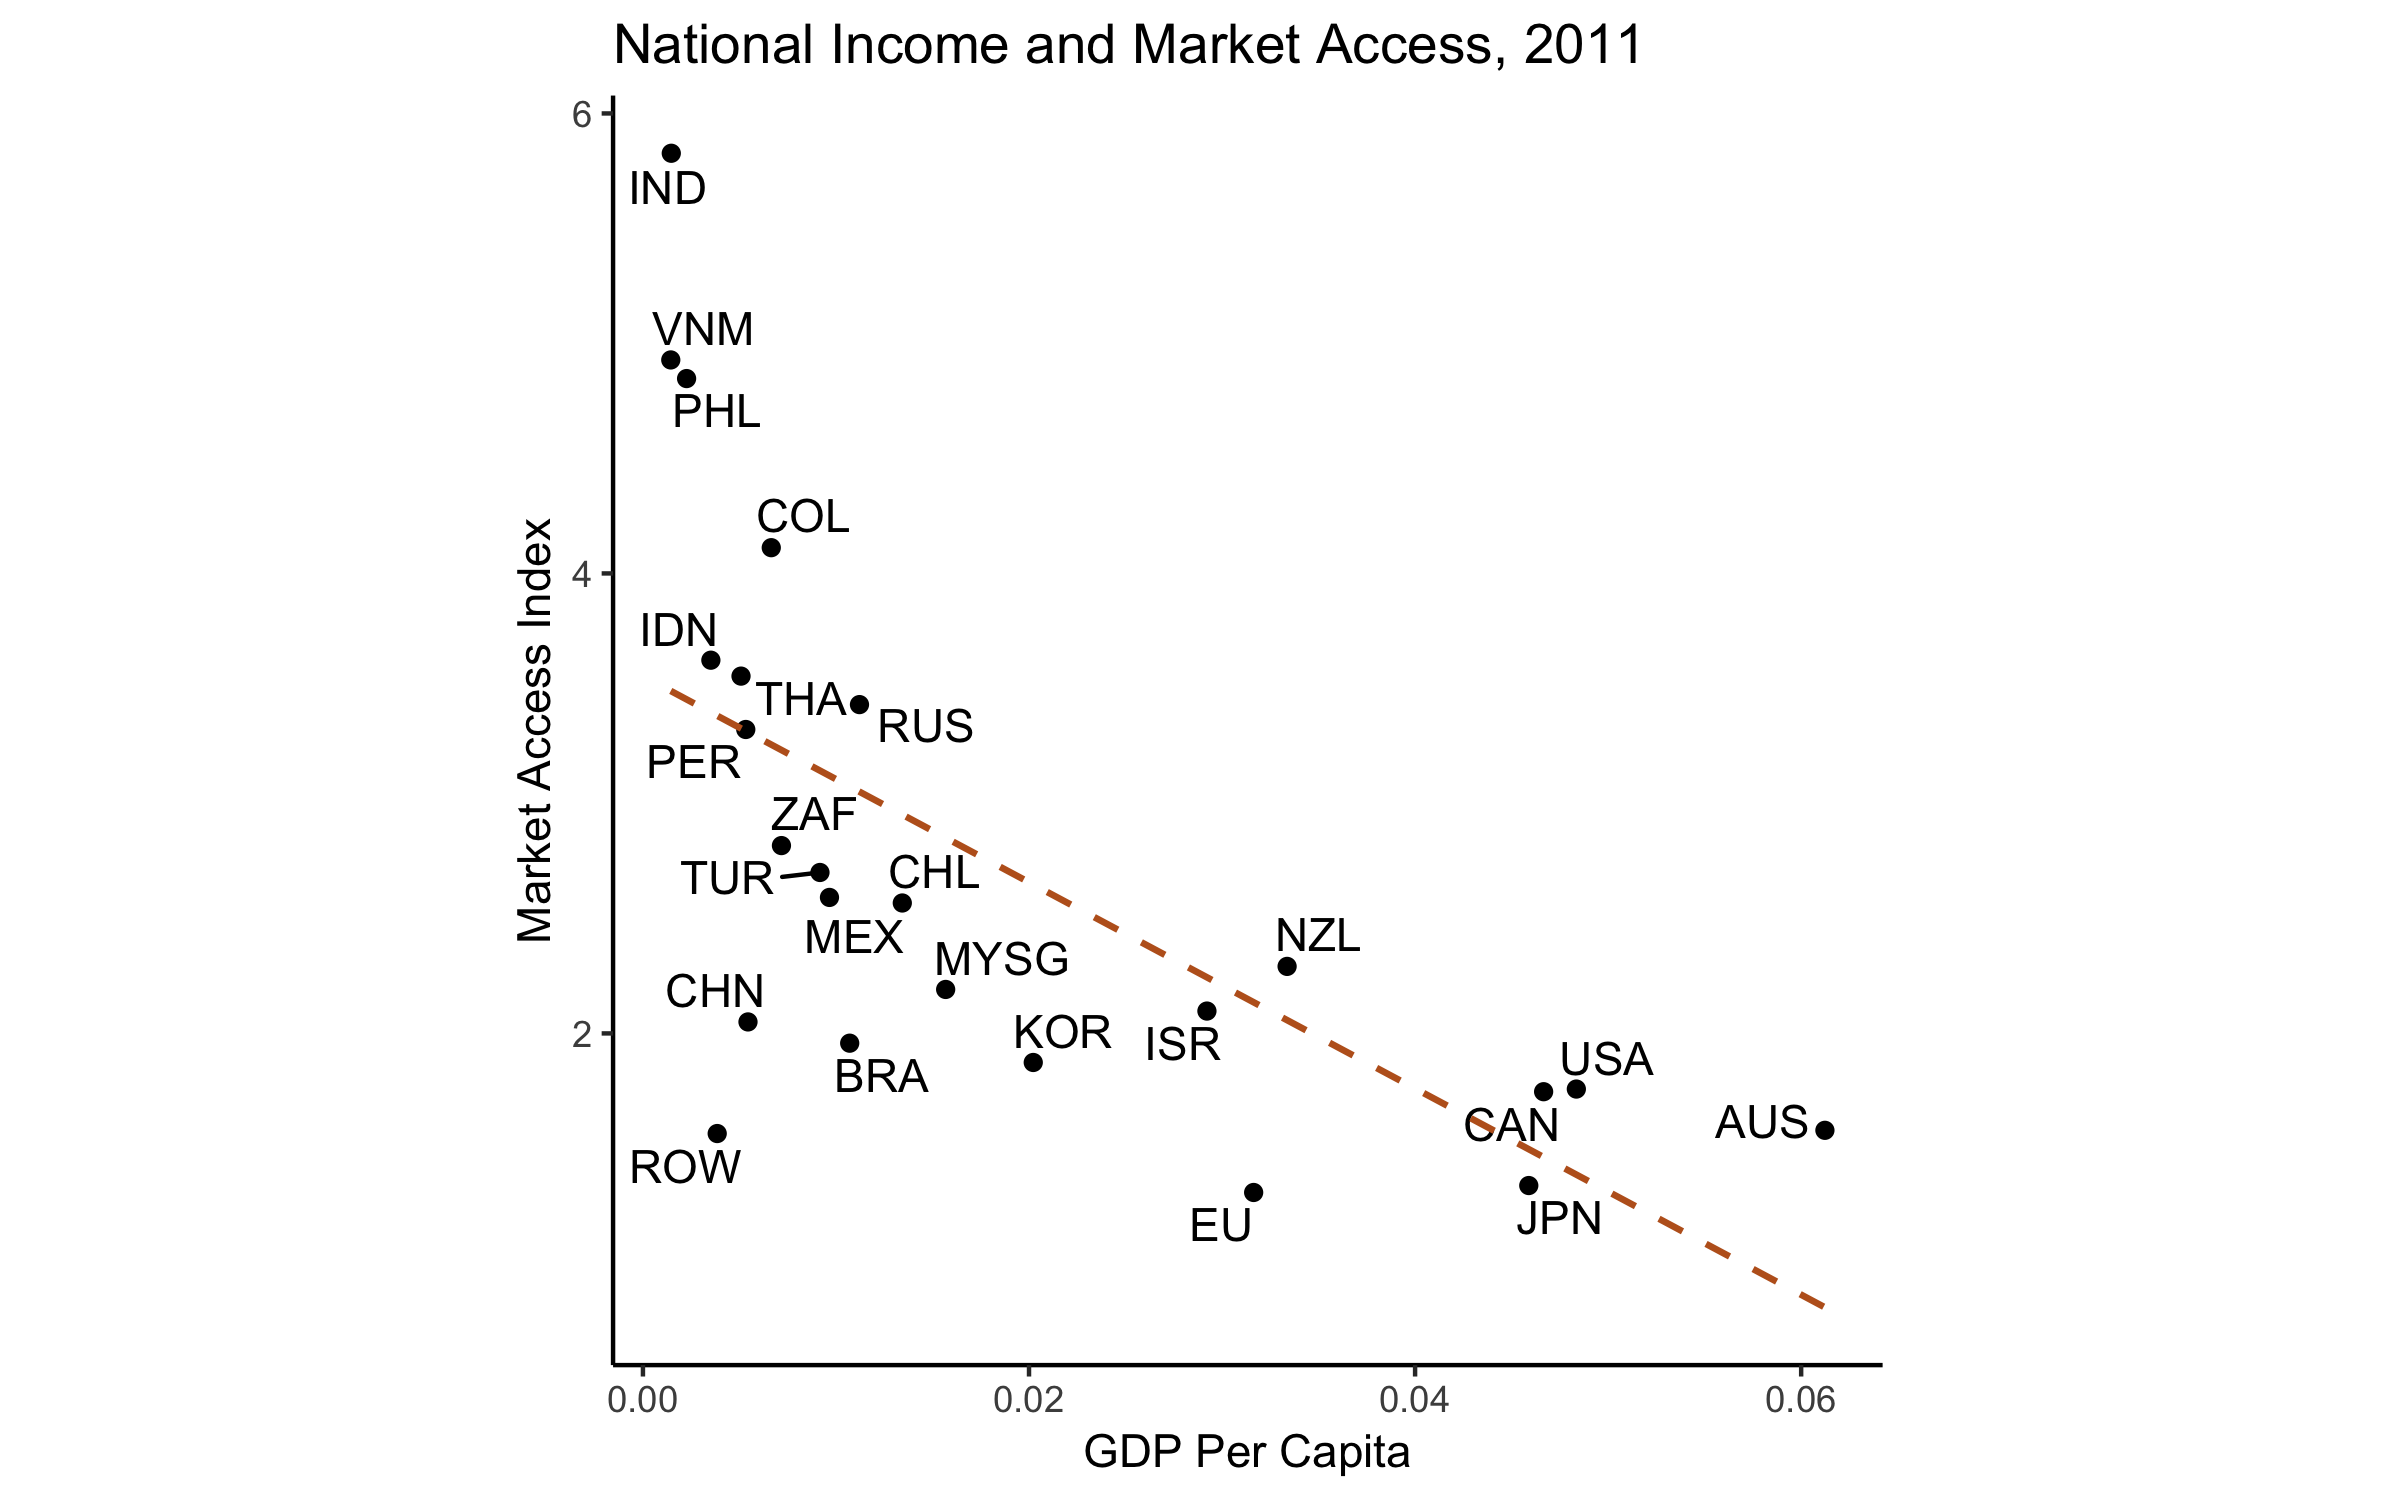 National Income and Market Access, 2011
6
IND
VNM
PHL
COL
4
IDN
THA
RUS
PER
ZAF
TUR
CHL
MEX
MYSG
NZL
CHN
2
KOR
ISR
BRA
USA
CAN
AUS
ROW
EU
JPN
Market Access Index
0.00 0.02 0.04 0.06
GDP Per Capita